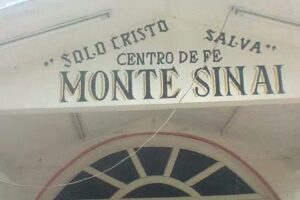 "SOLO CRISTO SALVA"
CENTRO DE FE
MONTE SINAI